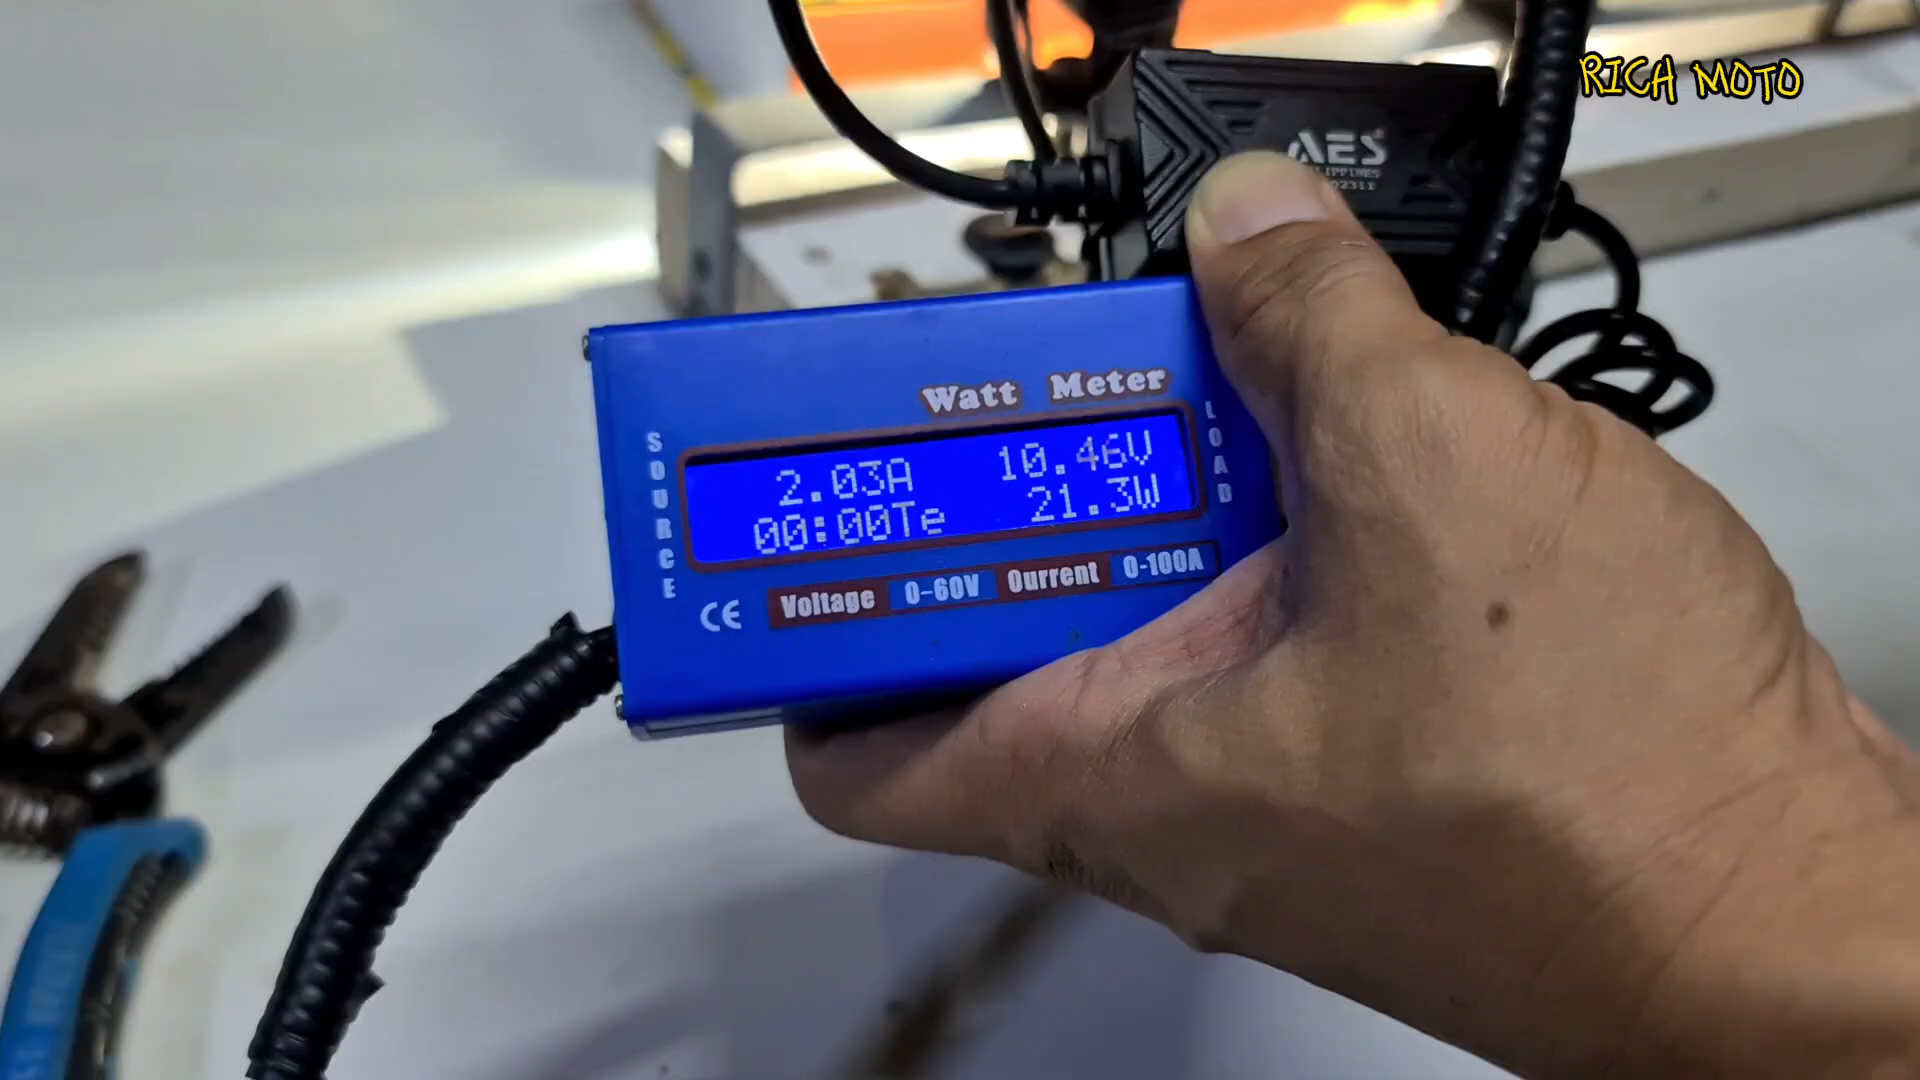 RICH MOTO
AES
Watt Meter
SOURCE
LOAD
2.03A 10.46V
00:00Te 21.3W
CE Voltage 0-60V Ourrent 0-100A